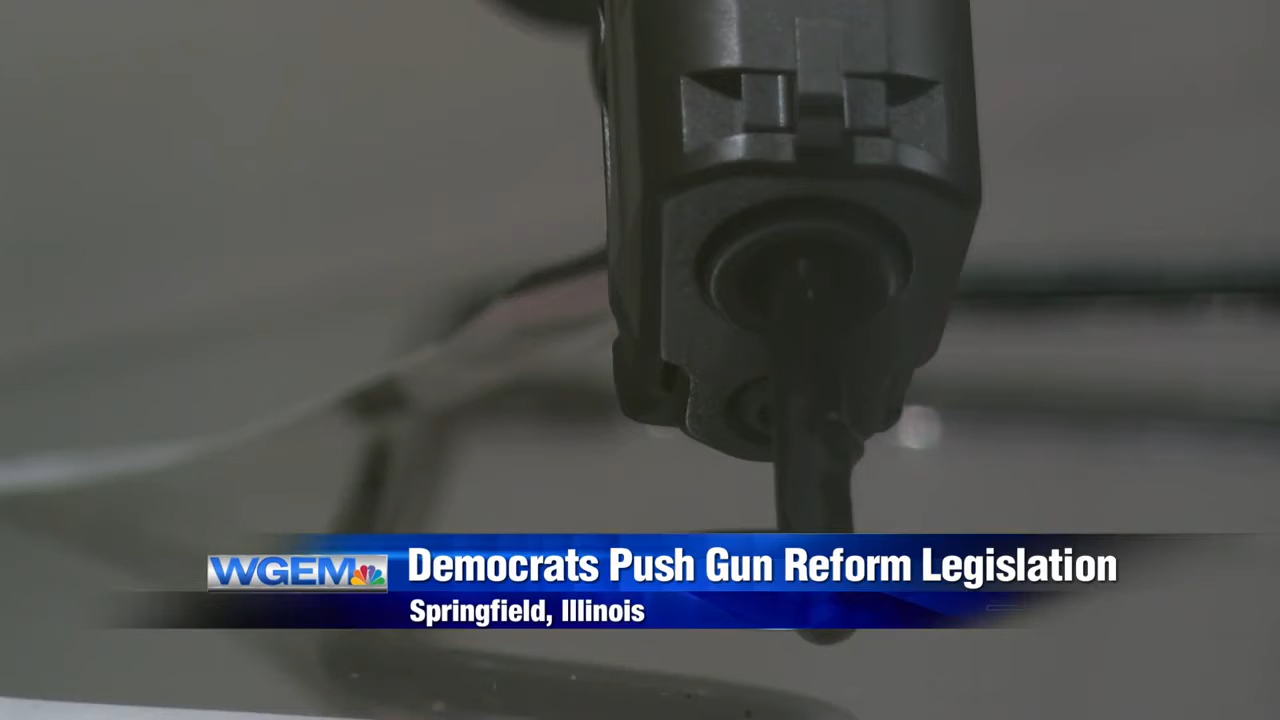 WGEM
Democrats Push Gun Reform Legislation
Springfield, Illinois